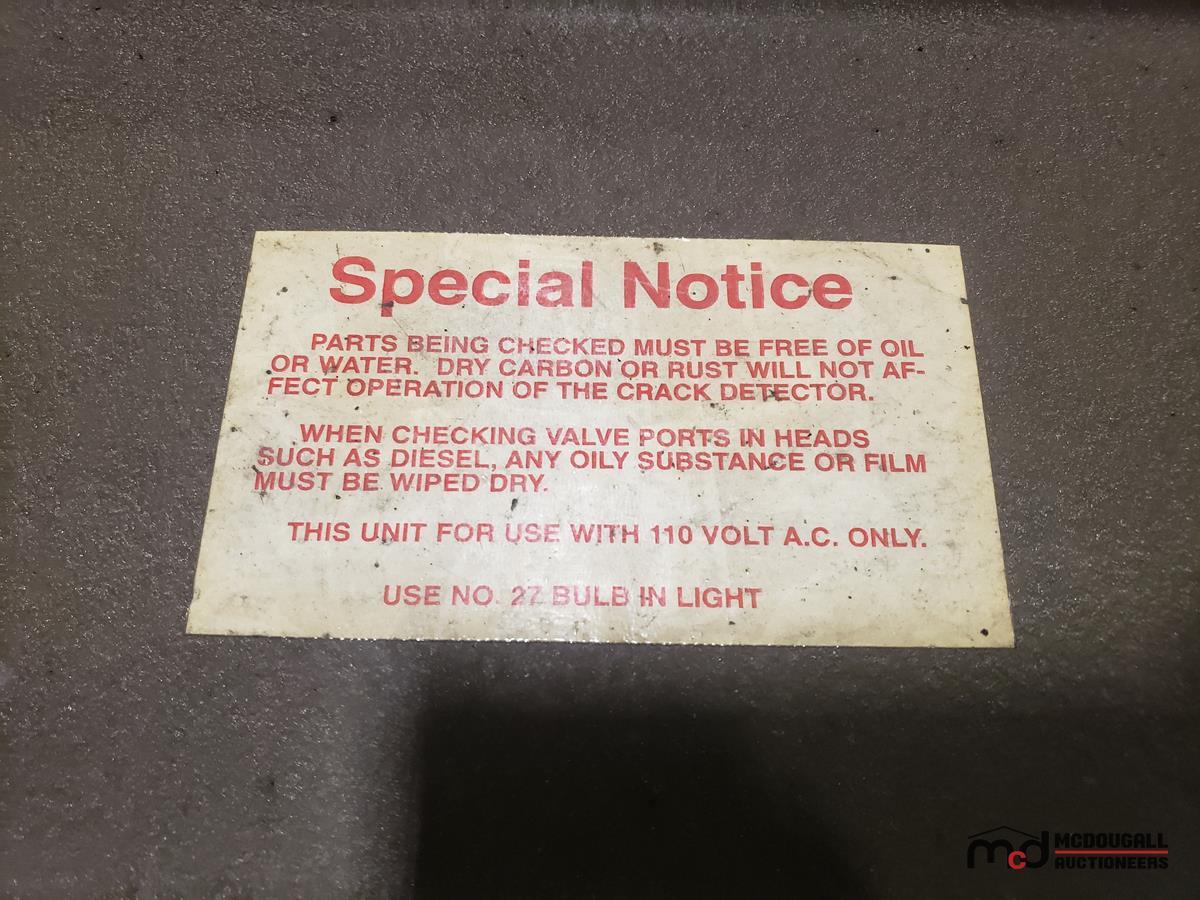 Special Notice
PARTS BEING CHECKED MUST BE FREE OF OIL
OR WATER. DRY CARBON OR RUST WILL NOT AF-
FECT OPERATION OF THE CRACK DETECTOR.
WHEN CHECKING VALVE PORTS IN HEADS
SUCH AS DIESEL, ANY OILY SUBSTANCE OR FILM
MUST BE WIPED DRY.
THIS UNIT FOR USE WITH 110 VOLT A.C. ONLY.
USE NO. 27 BULB IN LIGHT
mcd MCDOUGALL
AUCTIONEERS